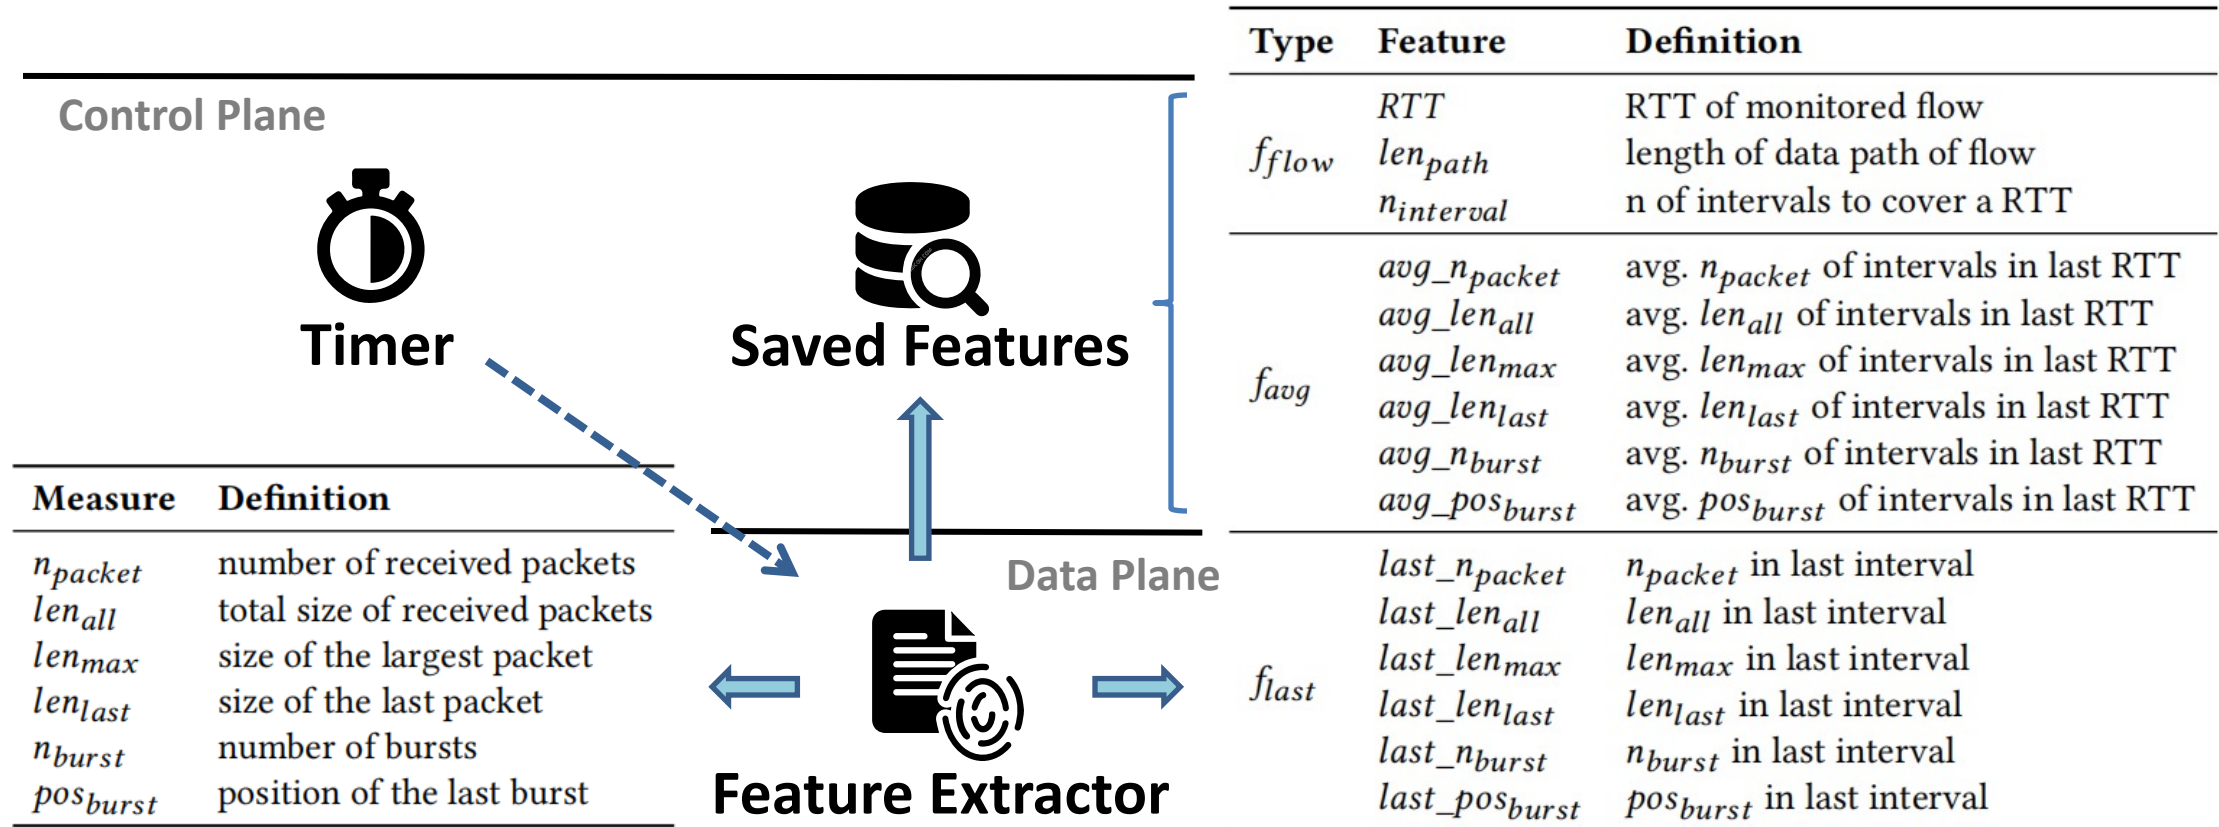 Control Plane
Timer
Saved Features
Measure Definition
n_packet number of received packets
len_all total size of received packets
len_max size of the largest packet
len_last size of the last packet
n_burst number of bursts
pos_burst position of the last burst
Data Plane
Feature Extractor
Type Feature Definition
RTT RTT of monitored flow
f_flow len_path length of data path of flow
n_interval n of intervals to cover a RTT
avg_n_packet avg. n_packet of intervals in last RTT
avg_len_all avg. len_all of intervals in last RTT
avg_len_max avg. len_max of intervals in last RTT
f_avg avg_len_last avg. len_last of intervals in last RTT
avg_n_burst avg. n_burst of intervals in last RTT
avg_pos_burst avg. pos_burst of intervals in last RTT
last_n_packet n_packet in last interval
last_len_all len_all in last interval
last_len_max len_max in last interval
f_last last_len_last len_last in last interval
last_n_burst n_burst in last interval
last_pos_burst pos_burst in last interval